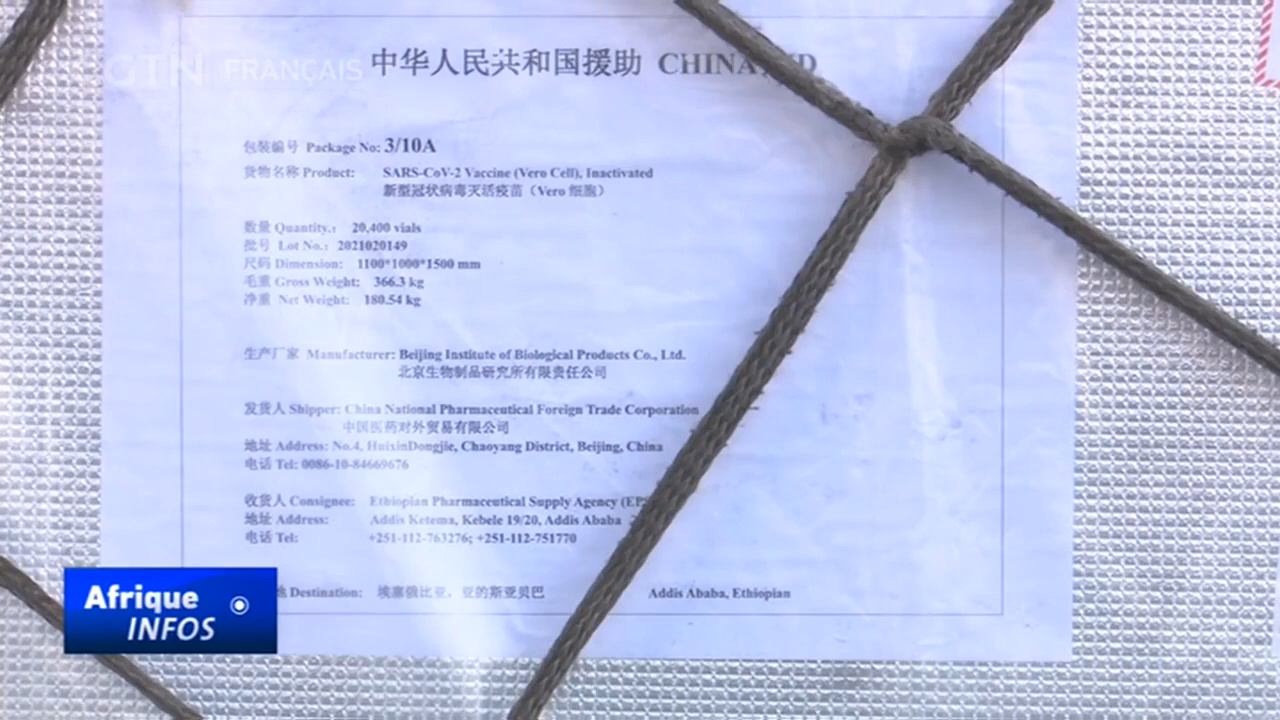 CGTN FRANÇAIS
中华人民共和国援助 CHINA
包装编号 Package No: 3/10A
货物名称 Product: SARS-CoV-2 Vaccine (Vero Cell), Inactivated
新型冠状病毒灭活疫苗（Vero 细胞）
数量 Quantity.: 20,400 vials
批号 Lot No.: 2021020149
尺码 Dimension: 1100*1000*1500 mm
毛重 Gross Weight: 366.3 kg
净重 Net Weight: 180.54 kg
生产厂家 Manufacturer: Beijing Institute of Biological Products Co., Ltd.
北京生物制品研究所有限责任公司
发货人 Shipper: China National Pharmaceutical Foreign Trade Corporation
中国医药对外贸易有限公司
地址 Address: No.4, HuixinDongjie, Chaoyang District, Beijing, China
电话 Tel: 0086-10-84669676
收货人 Consignee: Ethiopian Pharmaceutical Supply Agency
地址 Address: Addis Ketema, Kebele 19/20, Addis Ababa
电话 Tel: +251-112-763276; +251-112-751770
地 Destination: 埃塞俄比亚，亚的斯亚贝巴 Addis Ababa, Ethiopian
Afrique
INFOS